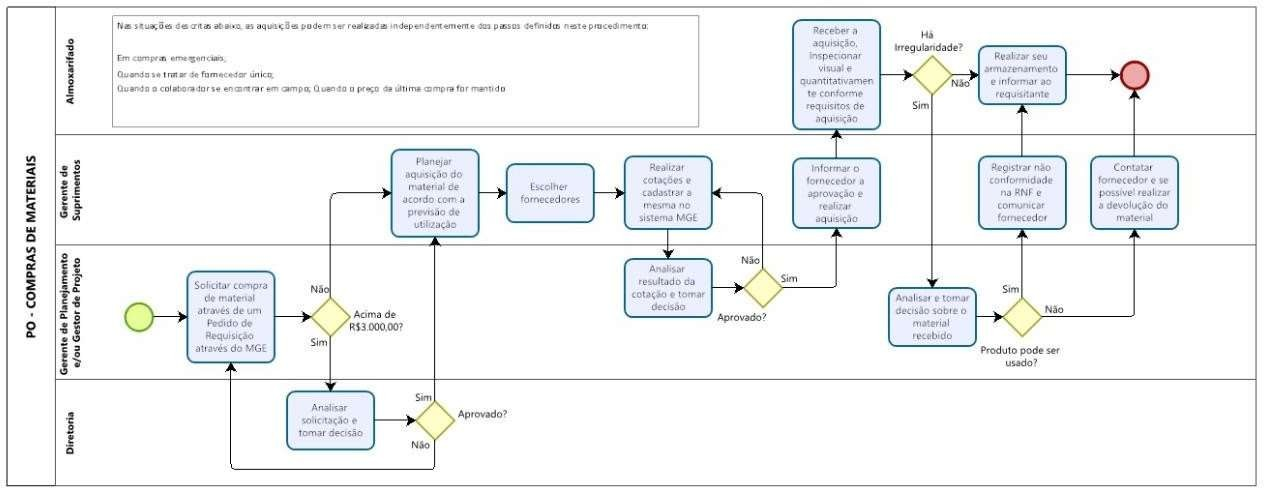 PO - COMPRAS DE MATERIAIS
Almoxarifado
Nas situações descritas abaixo, as aquisições podem ser realizadas independentemente dos passos definidos neste procedimento:
Em compras emergenciais;
Quando se tratar de fornecedor único;
Quando o colaborador se encontrar em campo; Quando o preço da última compra for mantido
Receber a
aquisição,
Inspecionar
visual e
quantitativamen
te conforme
requisitos de
aquisição
Há
Irregularidade?
Não
Sim
Realizar seu
armazenamento
e informar ao
requisitante
Gerente de
Suprimentos
Planejar
aquisição do
material de
acordo com a
previsão de
utilização
Escolher
fornecedores
Realizar
cotações e
cadastrar a
mesma no
sistema MGE
Informar o
fornecedor a
aprovação e
realizar
aquisição
Registrar não
conformidade
na RNF e
comunicar
fornecedor
Contatar
fornecedor e se
possível realizar
a devolução do
material
Gerente de Planejamento
e/ou Gestor de Projeto
Solicitar compra
de material
através de um
Pedido de
Requisição
através do MGE
Não
Acima de
R$3.000,00?
Sim
Analisar
resultado da
cotação e tomar
decisão
Não
Sim
Aprovado?
Analisar e tomar
decisão sobre o
material
recebido
Sim
Não
Produto pode ser
usado?
Diretoria
Analisar
solicitação e
tomar decisão
Sim
Aprovado?
Não